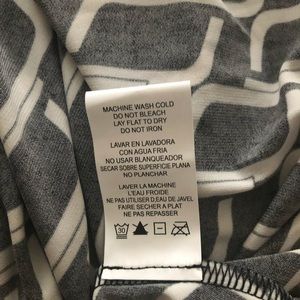 MACHINE WASH COLD
DO NOT BLEACH
LAY FLAT TO DRY
DO NOT IRON
LAVAR EN LAVADORA
CON AGUA FRIA
NO USAR BLANQUEADOR
SECAR SOBRE SUPERFICIE PLANA
NO PLANCHAR
LAVER LA MACHINE
L'EAU FROIDE
NE PAS UTILIZER D,EAU DE JAVEL
FAIRE SECHER A PLAT
NE PAS REPASSER
30